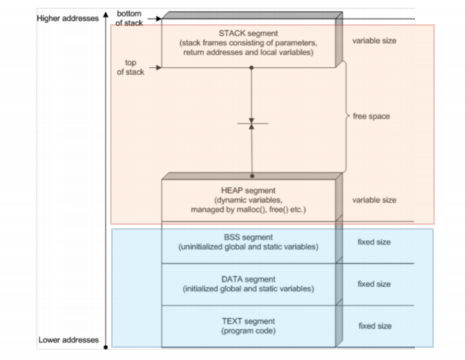 Higher addresses
bottom
of stack
STACK segment
(stack frames consisting of parameters,
return addresses and local variables)
variable size
top
of stack
free space
HEAP segment
(dynamic variables,
managed by malloc(), free() etc.)
variable size
BSS segment
(uninitialized global and static variables)
fixed size
DATA segment
(initialized global and static variables)
fixed size
TEXT segment
(program code)
fixed size
Lower addresses